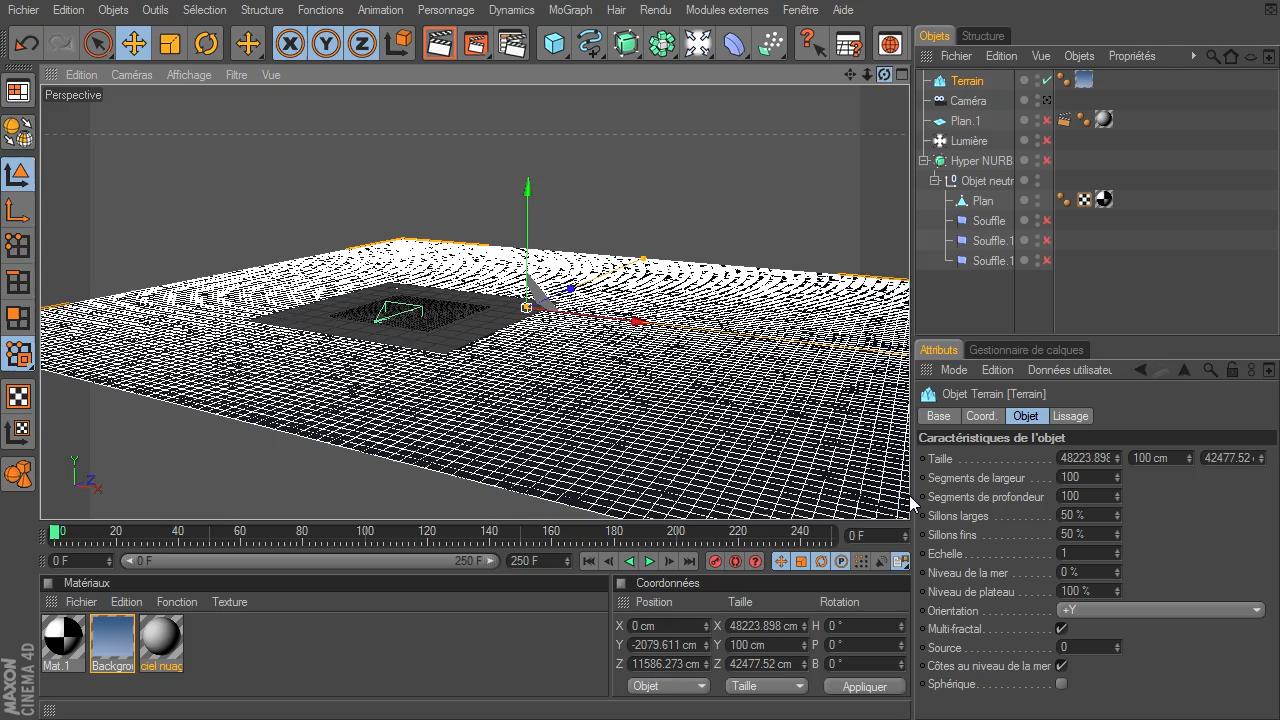 Fichier Edition Objets Outils Sélection Structure Fonctions Animation Personnage Dynamics MoGraph Hair Rendu Modules externes Fenêtre Aide
Objets Structure
Fichier Edition Vue Objets Propriétés
Edition Caméras Affichage Filtre Vue
Perspective
Terrain
Caméra
Plan.1
Lumière
Hyper NURB
Objet neutr
Plan
Souffle
Souffle.1
Souffle.1
Y
Z
X
Attributs Gestionnaire de calques
Mode Edition Données utilisateu
Objet Terrain [Terrain]
Base Coord. Objet Lissage
Caractéristiques de l'objet
Taille 48223.898 100 cm 42477.52
Segments de largeur 100
Segments de profondeur 100
Sillons larges 50 %
Sillons fins 50 %
Echelle 1
Niveau de la mer 0 %
Niveau de plateau 100 %
Orientation +Y
Multi-fractal
Source 0
Côtes au niveau de la mer
Sphérique
0 20 40 60 80 100 120 140 160 180 200 220 240 0 F
0 F 0 F 250 F 250 F
Matériaux
Fichier Edition Fonction Texture
Mat.1 Backgrou ciel nuag
Coordonnées
Position Taille Rotation
X 0 cm X 48223.898 cm H 0 °
Y -2079.611 cm Y 100 cm P 0 °
Z 11586.273 cm Z 42477.52 cm B 0 °
Objet Taille Appliquer
MAXON
CINEMA 4D